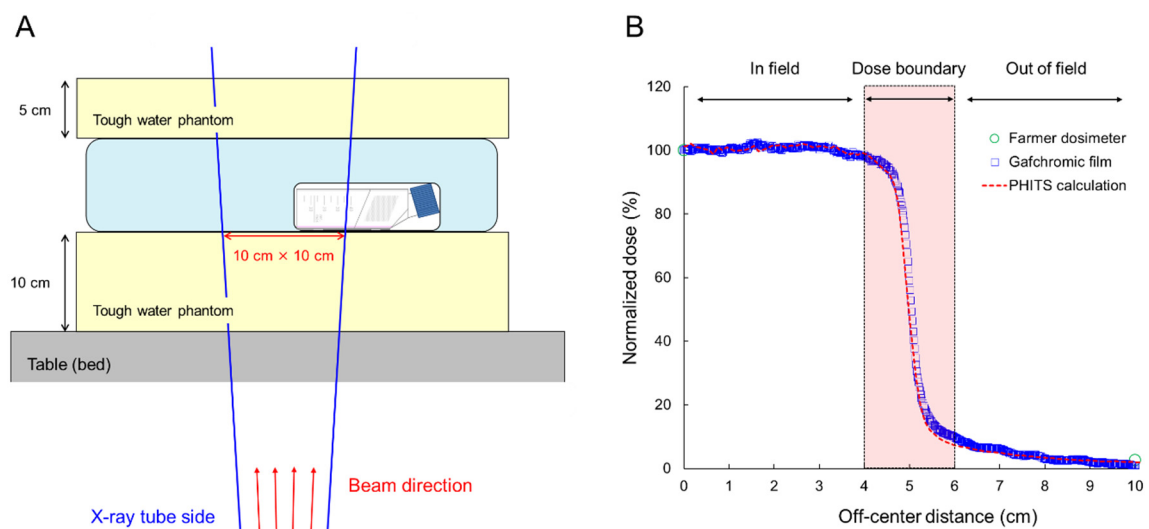 A
5 cm
Tough water phantom
10 cm × 10 cm
10 cm
Tough water phantom
Table (bed)
Beam direction
X-ray tube side
B
In field
Dose boundary
Out of field
120
100
80
60
40
20
0
Normalized dose (%)
Farmer dosimeter
Gafchromic film
PHITS calculation
0 1 2 3 4 5 6 7 8 9 10
Off-center distance (cm)